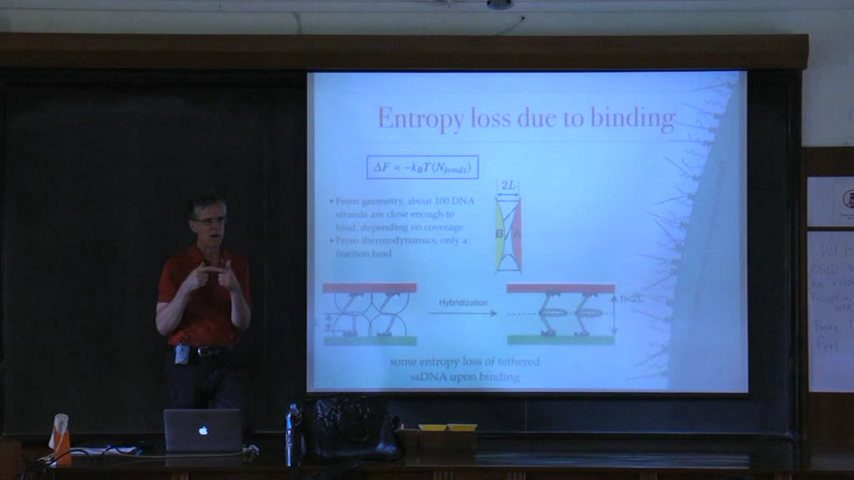 Entropy loss due to binding
ΔF ≈ −k_BT⟨N_bonds⟩
2L
• From geometry, about 100 DNA
strands are close enough to
bind, depending on coverage
• From thermodynamics, only a
fraction bind
B A
Hybridization
h<2L
some entropy loss of tethered
ssDNA upon binding